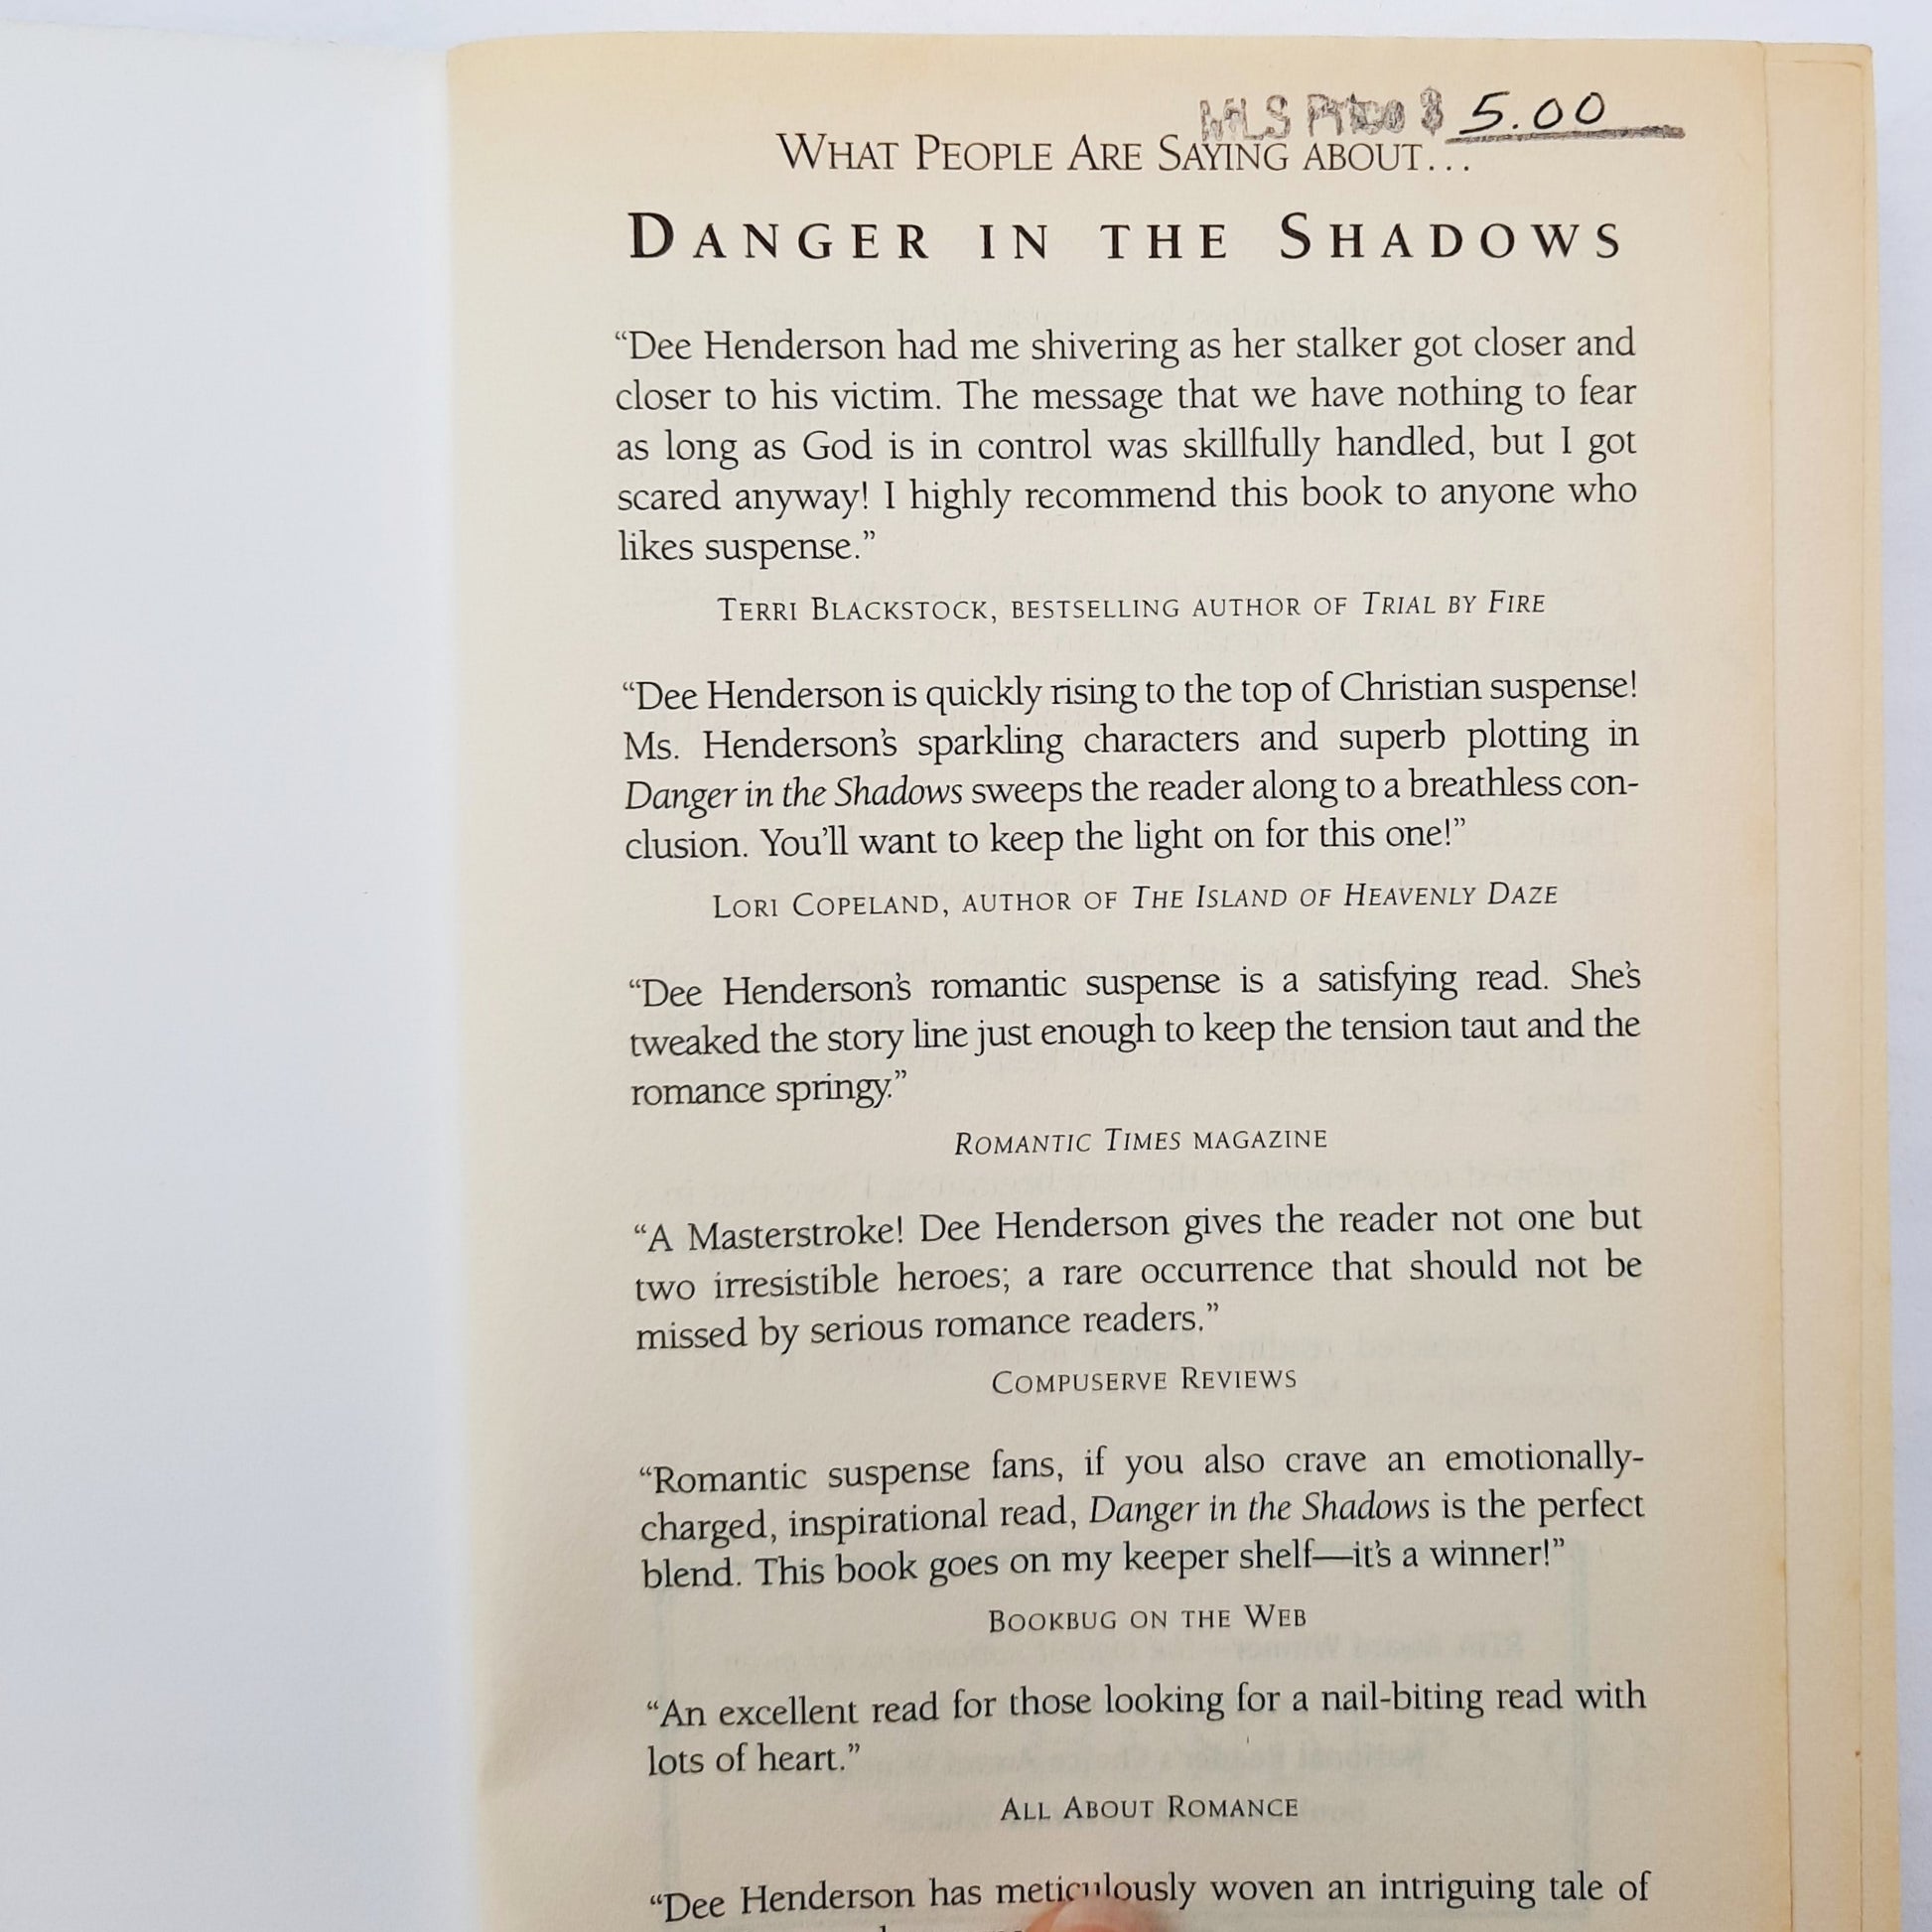 MLS Price $ 5.00
WHAT PEOPLE ARE SAYING ABOUT...
DANGER IN THE SHADOWS
“Dee Henderson had me shivering as her stalker got closer and
closer to his victim. The message that we have nothing to fear
as long as God is in control was skillfully handled, but I got
scared anyway! I highly recommend this book to anyone who
likes suspense.”
TERRI BLACKSTOCK, BESTSELLING AUTHOR OF TRIAL BY FIRE
“Dee Henderson is quickly rising to the top of Christian suspense!
Ms. Henderson’s sparkling characters and superb plotting in
Danger in the Shadows sweeps the reader along to a breathless con-
clusion. You’ll want to keep the light on for this one!”
LORI COPELAND, AUTHOR OF THE ISLAND OF HEAVENLY DAZE
“Dee Henderson’s romantic suspense is a satisfying read. She’s
tweaked the story line just enough to keep the tension taut and the
romance springy.”
ROMANTIC TIMES MAGAZINE
“A Masterstroke! Dee Henderson gives the reader not one but
two irresistible heroes; a rare occurrence that should not be
missed by serious romance readers.”
COMPUSERVE REVIEWS
“Romantic suspense fans, if you also crave an emotionally-
charged, inspirational read, Danger in the Shadows is the perfect
blend. This book goes on my keeper shelf—it’s a winner!”
BOOKBUG ON THE WEB
“An excellent read for those looking for a nail-biting read with
lots of heart.”
ALL ABOUT ROMANCE
“Dee Henderson has meticulously woven an intriguing tale of